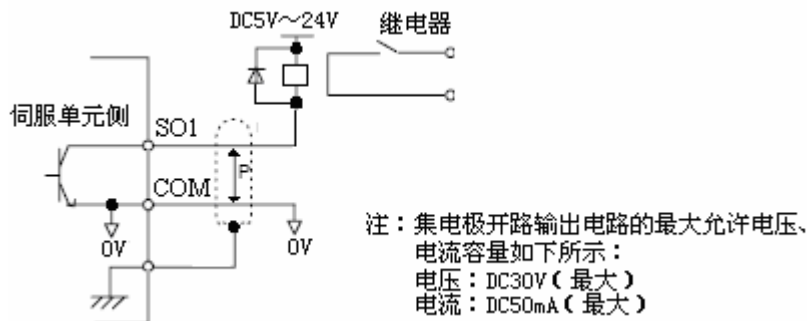 DC5V～24V
继电器
伺服单元侧
SO1
P
COM
0V
0V
注：集电极开路输出电路的最大允许电压、
电流容量如下所示：
电压：DC30V(最大)
电流：DC50mA(最大)